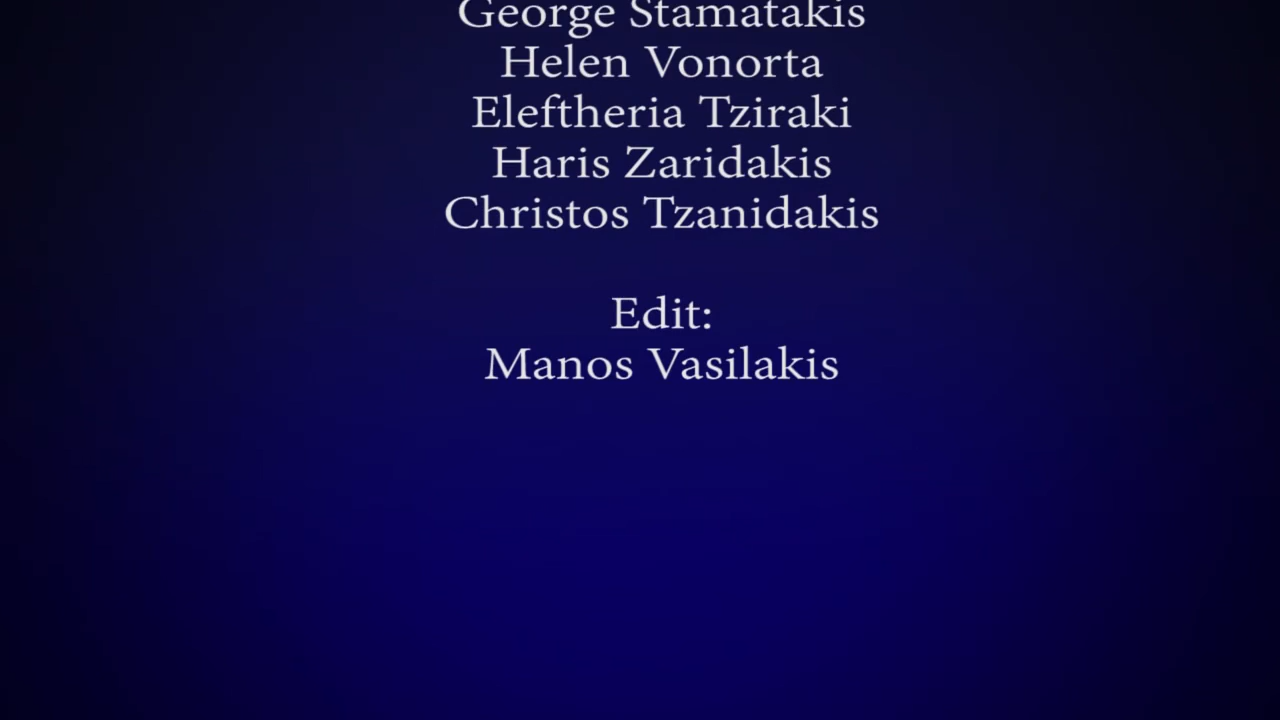 George Stamatakis
Helen Vonorta
Eleftheria Tziraki
Haris Zaridakis
Christos Tzanidakis
Edit:
Manos Vasilakis